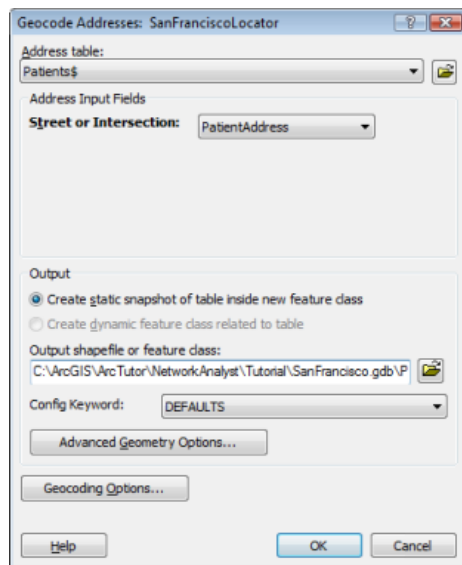 Geocode Addresses: SanFranciscoLocator
Address table:
Patients$
Address Input Fields
Street or Intersection: PatientAddress
Output
Create static snapshot of table inside new feature class
Create dynamic feature class related to table
Output shapefile or feature class:
C:\ArcGIS\ArcTutor\NetworkAnalyst\Tutorial\SanFrancisco.gdb\P
Config Keyword: DEFAULTS
Advanced Geometry Options...
Geocoding Options...
Help OK Cancel